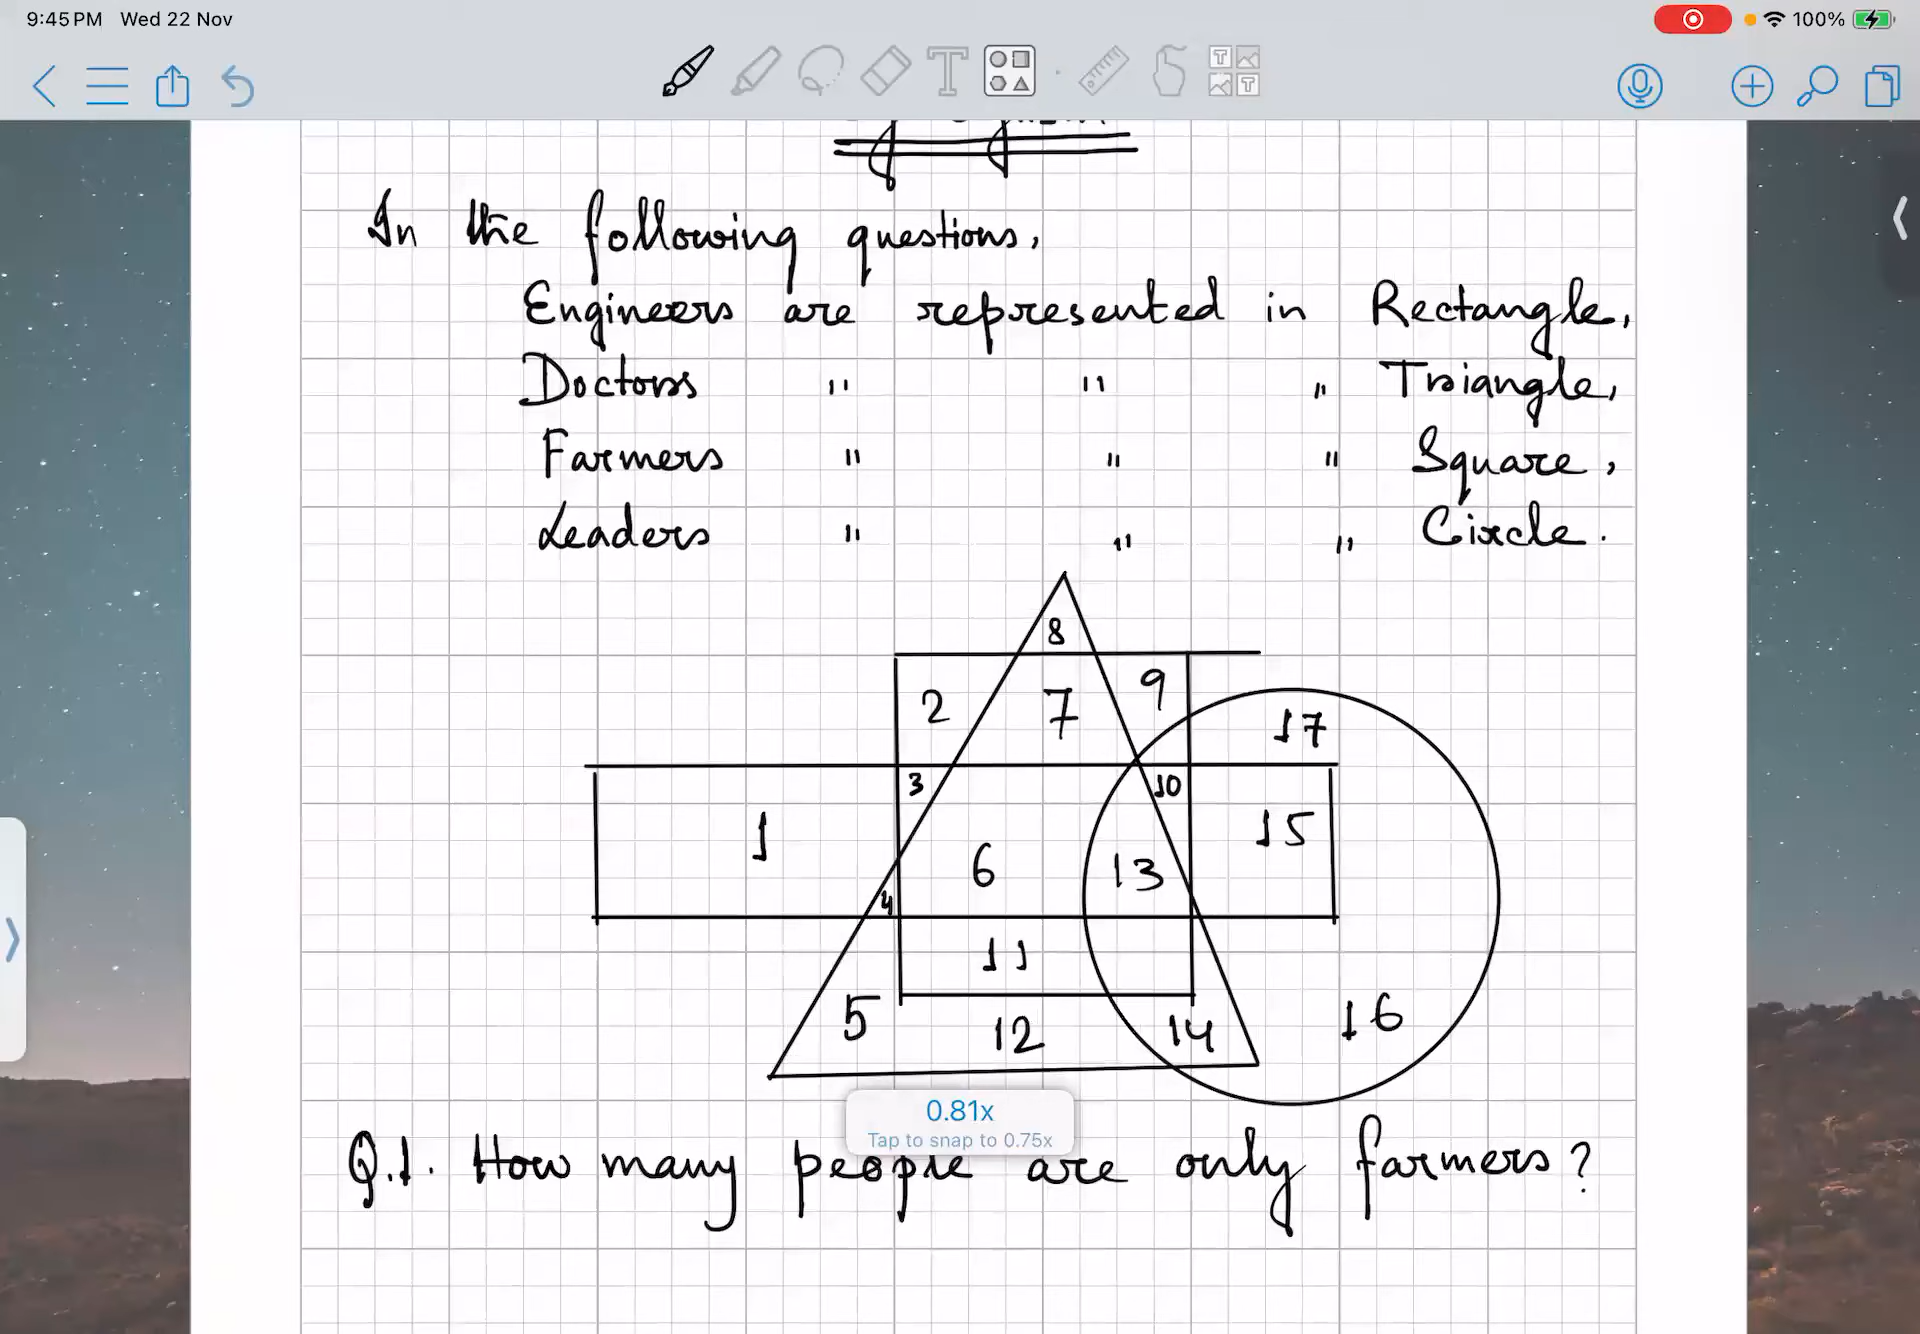 9:45 PM Wed 22 Nov
100%
In the following questions,
Engineers are represented in Rectangle,
Doctors " " " Triangle,
Farmers " " " Square,
Leaders " " " Circle.
8
2 7 9
17
3 10
1 6 13 15
4
11
5 12 14 16
0.81x
Tap to snap to 0.75x
Q.1. How many people are only farmers?